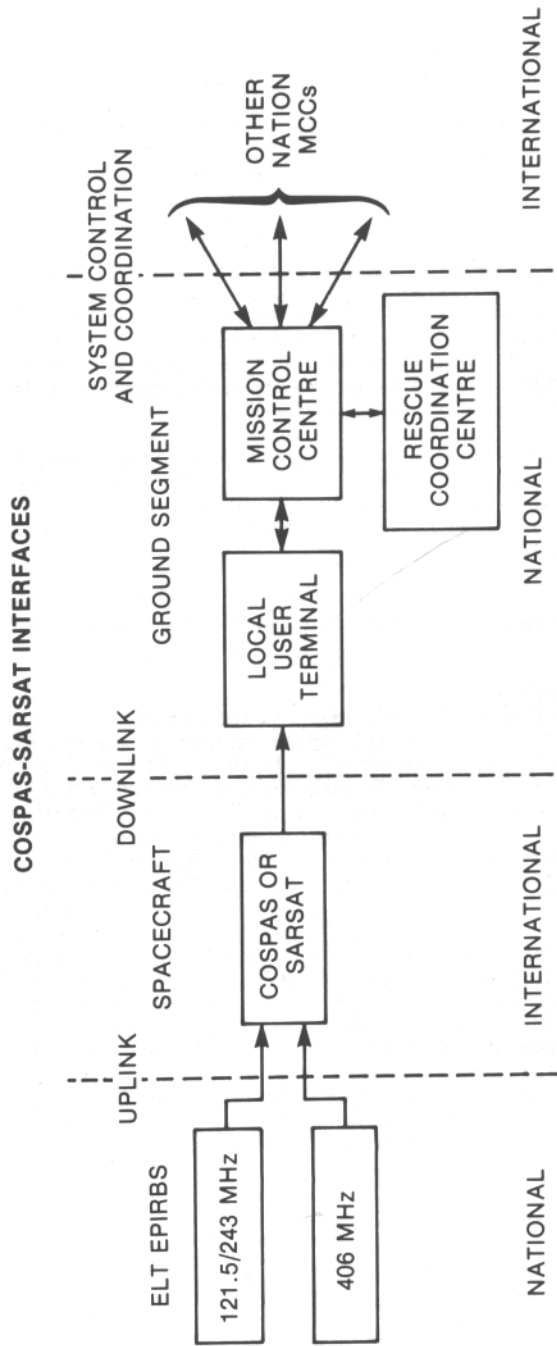 COSPAS-SARSAT INTERFACES
ELT EPIRBS
UPLINK
SPACECRAFT
DOWNLINK
GROUND SEGMENT
SYSTEM CONTROL
AND COORDINATION
121.5/243 MHz
406 MHz
COSPAS OR
SARSAT
LOCAL
USER
TERMINAL
MISSION
CONTROL
CENTRE
RESCUE
COORDINATION
CENTRE
OTHER
NATION
MCCs
NATIONAL
INTERNATIONAL
NATIONAL
INTERNATIONAL